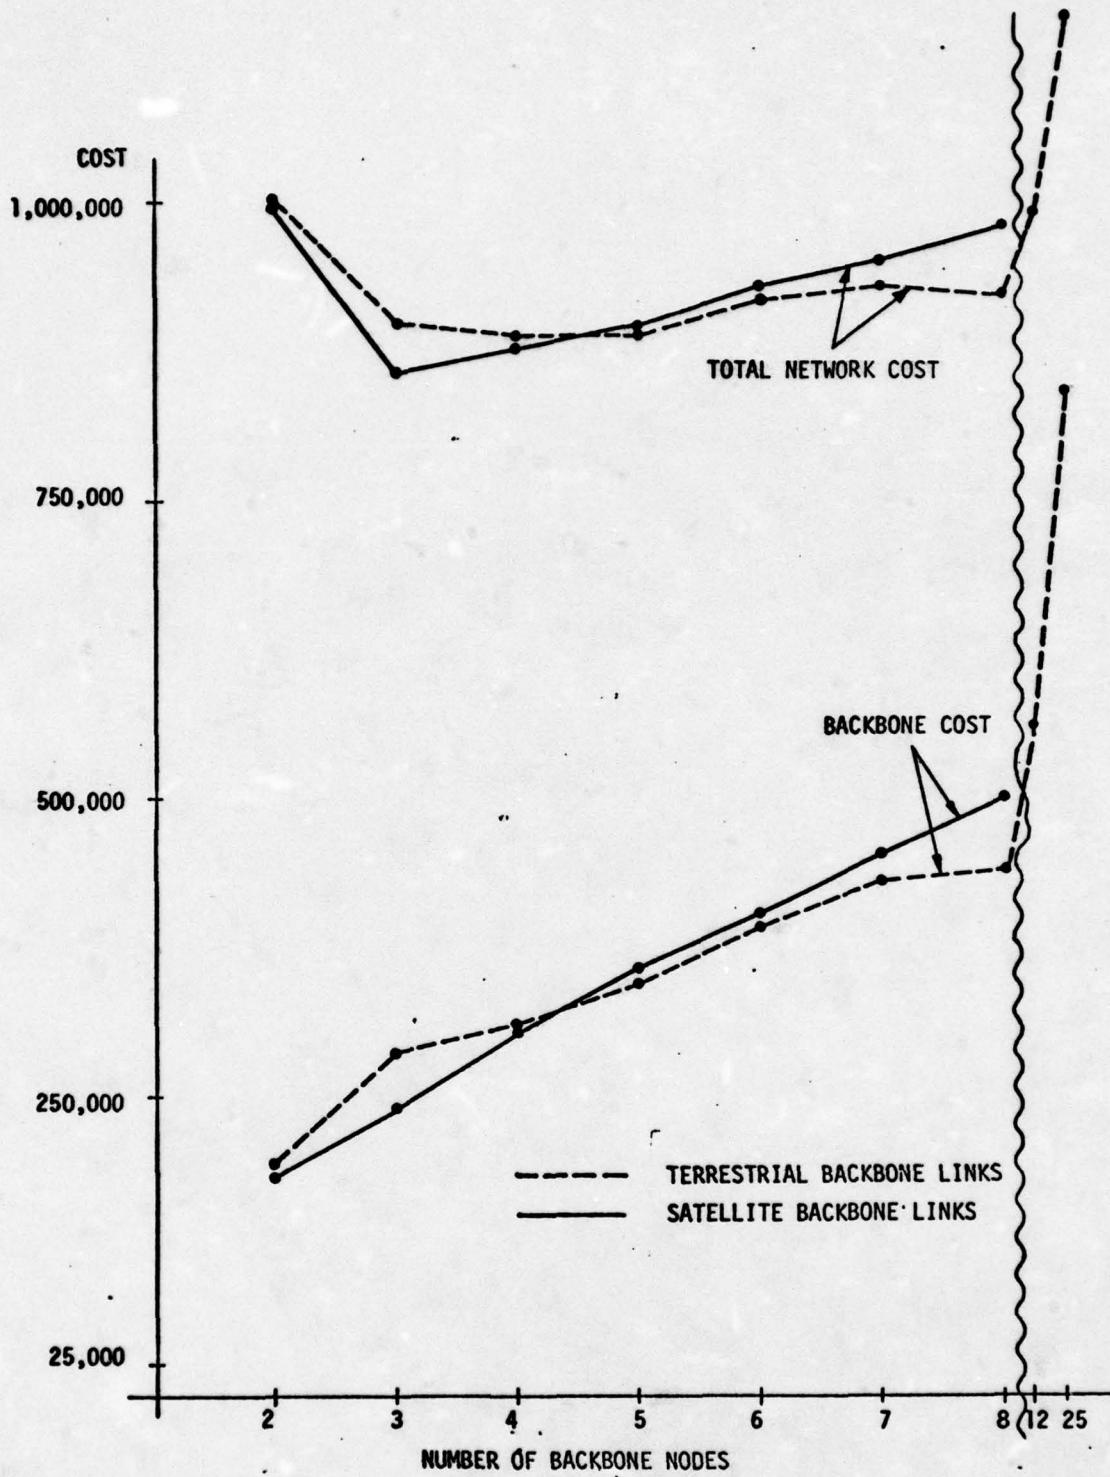 COST
1,000,000
TOTAL NETWORK COST
750,000
BACKBONE COST
500,000
250,000
TERRESTRIAL BACKBONE LINKS
SATELLITE BACKBONE LINKS
25,000
2 3 4 5 6 7 8 12 25
NUMBER OF BACKBONE NODES